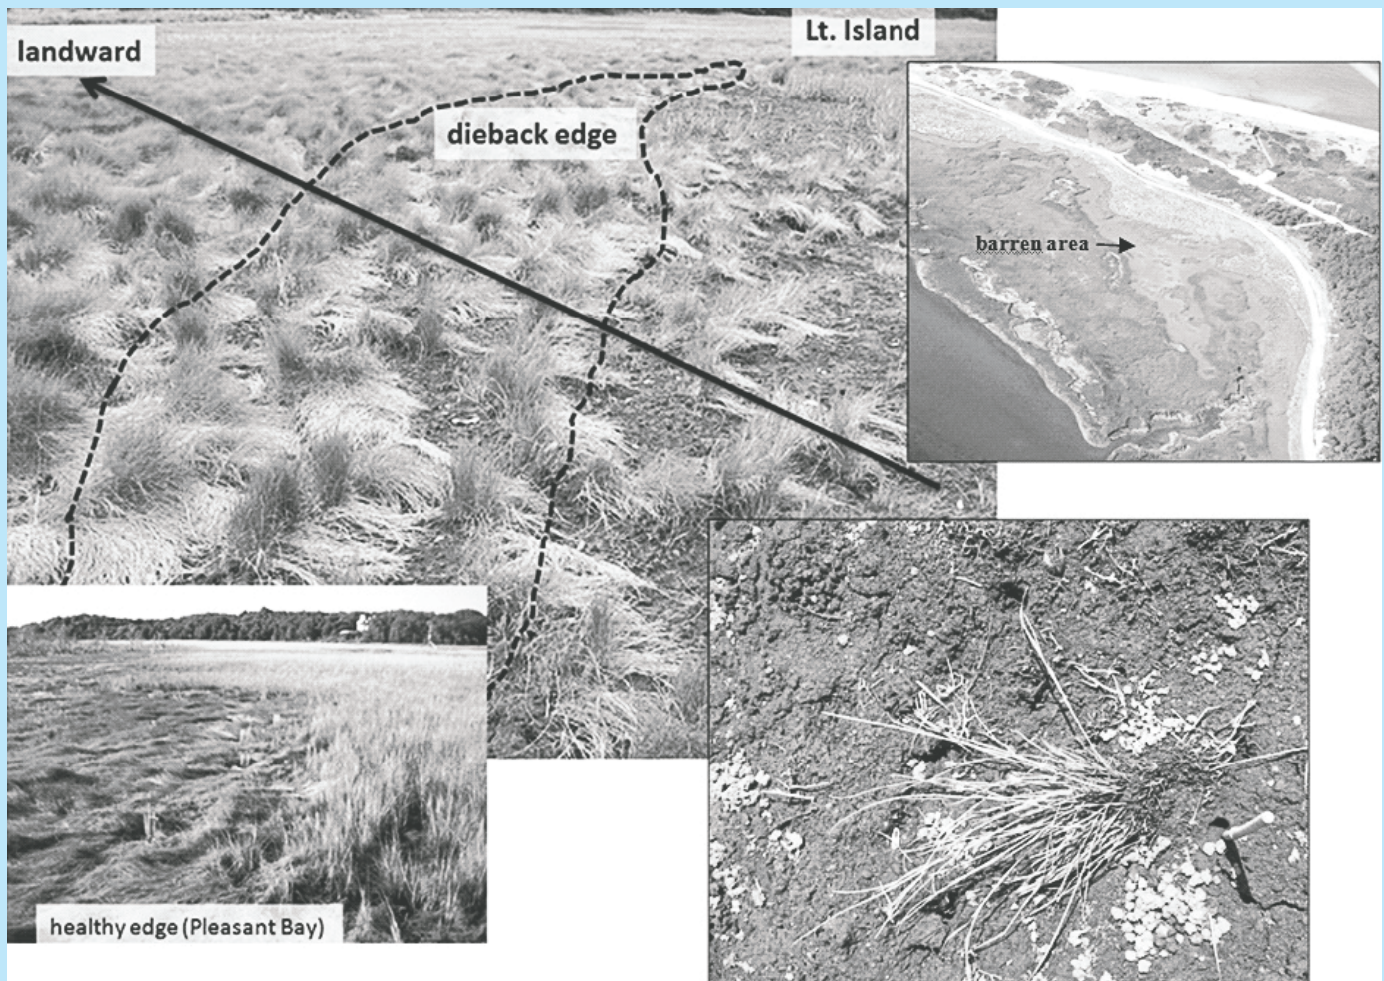 landward
Lt. Island
dieback edge
barren area
healthy edge (Pleasant Bay)